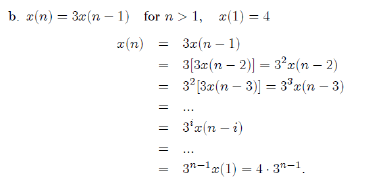 b. x(n) = 3x(n − 1) for n > 1, x(1) = 4
x(n) = 3x(n − 1)
= 3[3x(n − 2)] = 3²x(n − 2)
= 3²[3x(n − 3)] = 3³x(n − 3)
= ...
= 3ⁱx(n − i)
= ...
= 3ⁿ⁻¹x(1) = 4 · 3ⁿ⁻¹.